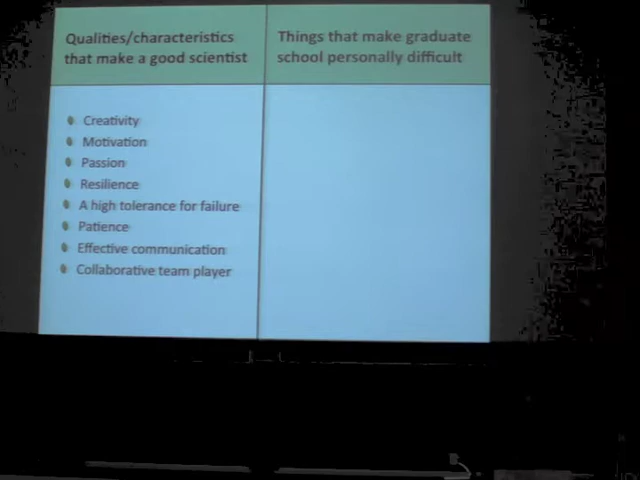 Qualities/characteristics
that make a good scientist
Things that make graduate
school personally difficult
Creativity
Motivation
Passion
Resilience
A high tolerance for failure
Patience
Effective communication
Collaborative team player